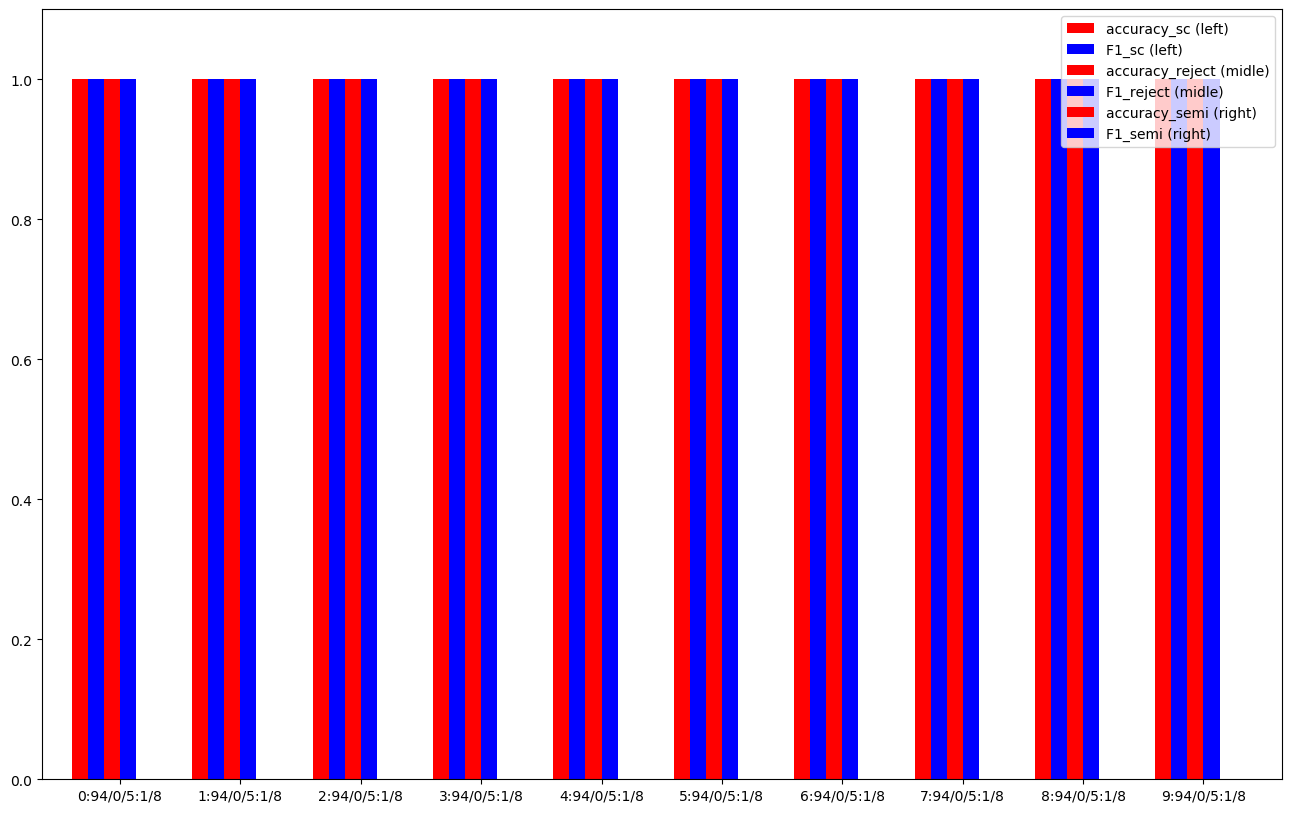 accuracy_sc (left)
F1_sc (left)
accuracy_reject (midle)
F1_reject (midle)
accuracy_semi (right)
F1_semi (right)
1.0
0.8
0.6
0.4
0.2
0.0
0:94/0/5:1/8 1:94/0/5:1/8 2:94/0/5:1/8 3:94/0/5:1/8 4:94/0/5:1/8 5:94/0/5:1/8 6:94/0/5:1/8 7:94/0/5:1/8 8:94/0/5:1/8 9:94/0/5:1/8